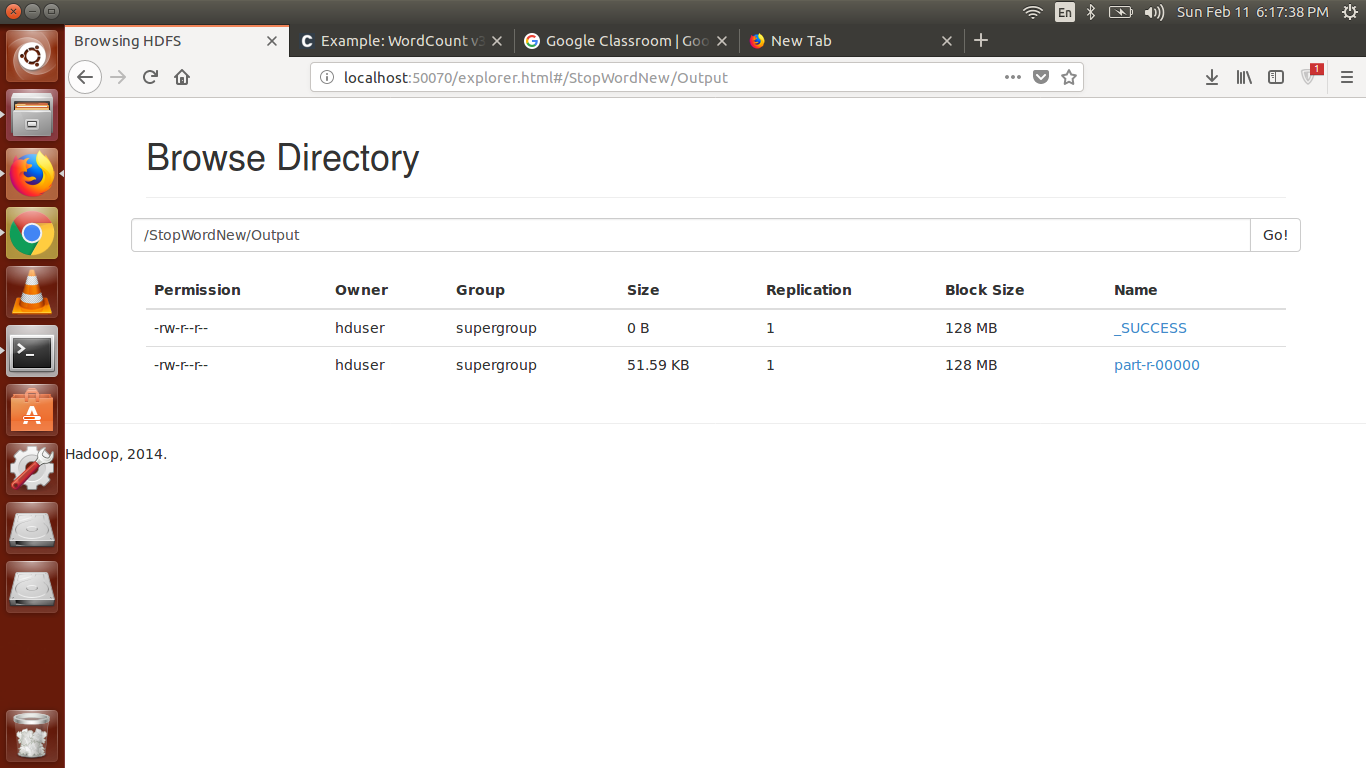 En Sun Feb 11 6:17:38 PM
Browsing HDFS Example: WordCount v3 Google Classroom | Goo New Tab
localhost:50070/explorer.html#/StopWordNew/Output 1
Browse Directory
/StopWordNew/Output Go!
Permission Owner Group Size Replication Block Size Name
-rw-r--r-- hduser supergroup 0 B 1 128 MB _SUCCESS
-rw-r--r-- hduser supergroup 51.59 KB 1 128 MB part-r-00000
Hadoop, 2014.